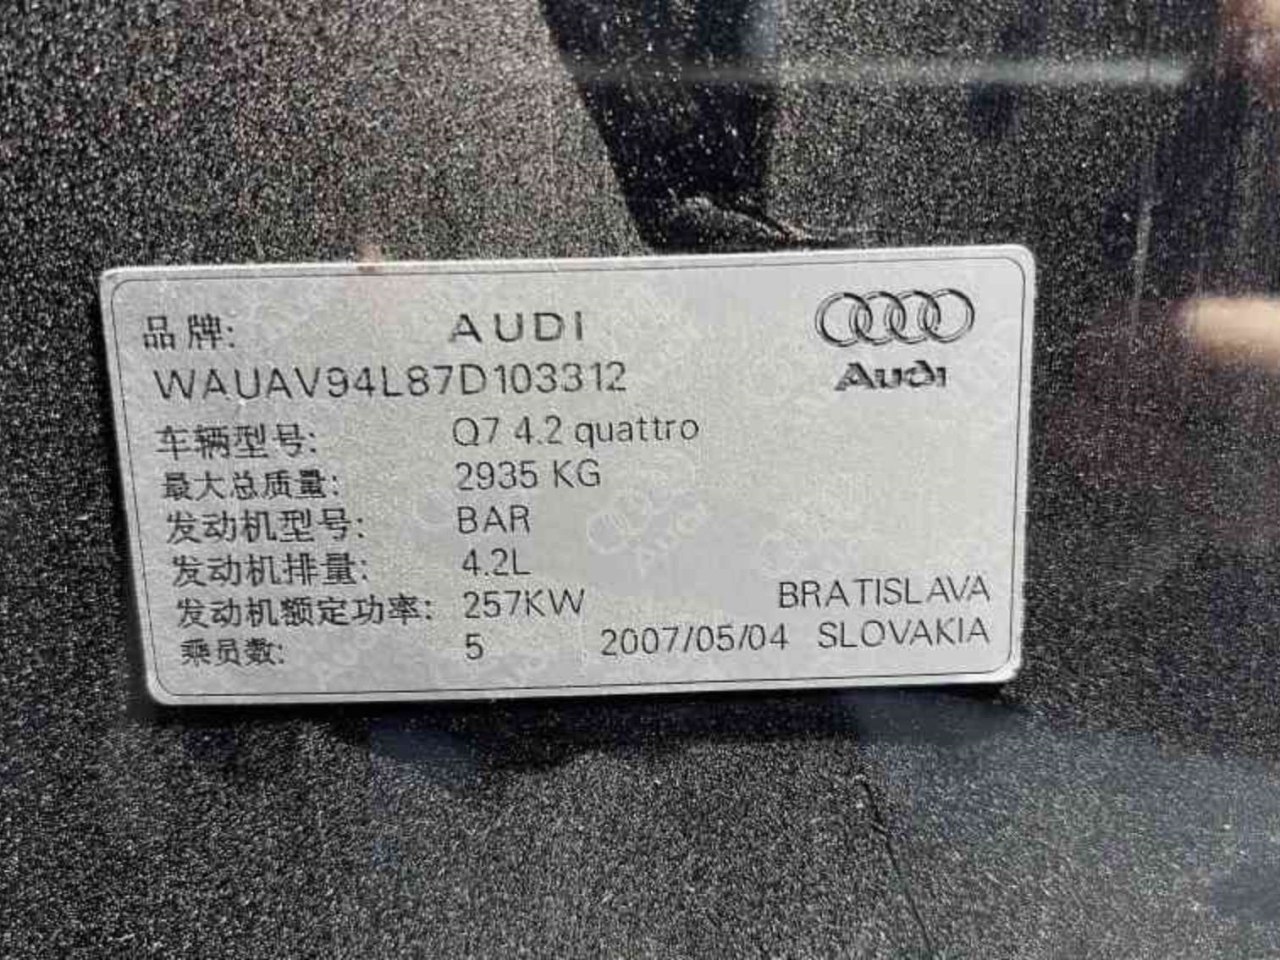 品牌: AUDI
WAUAV94L87D103312
Audi
车辆型号: Q7 4.2 quattro
最大总质量: 2935 KG
发动机型号: BAR
发动机排量: 4.2L
发动机额定功率: 257KW BRATISLAVA
乘员数: 5 2007/05/04 SLOVAKIA